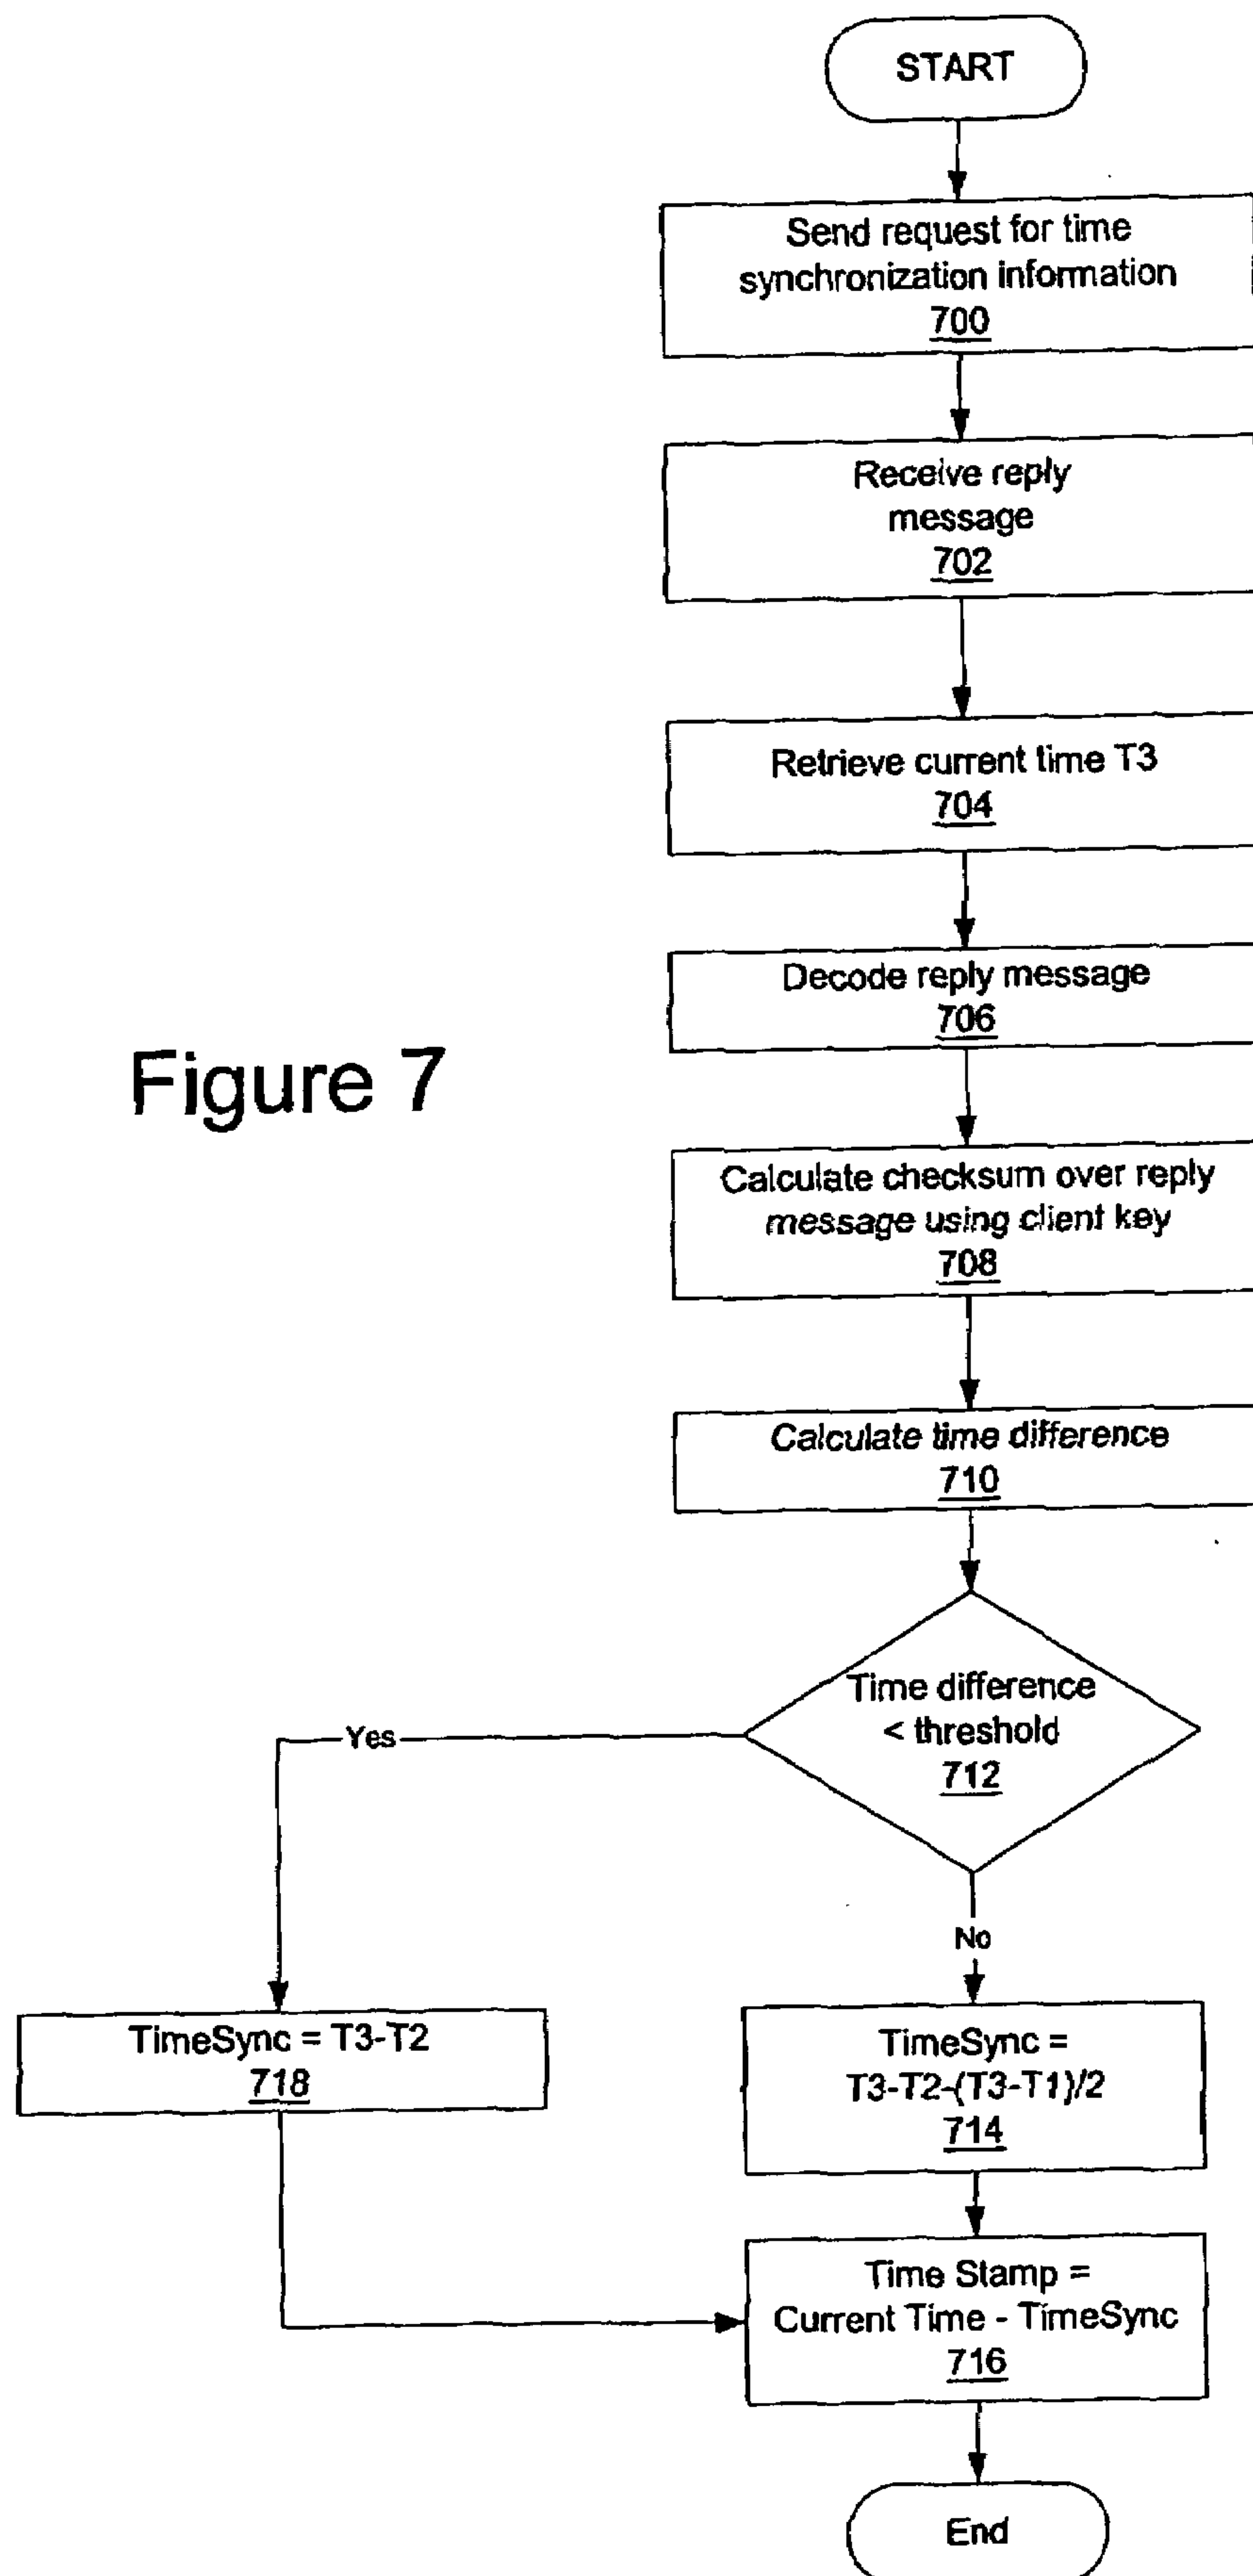 START
Send request for time
synchronization information
700
Receive reply
message
702
Retrieve current time T3
704
Decode reply message
706
Figure 7
Calculate checksum over reply
message using client key
708
Calculate time difference
710
Time difference
< threshold
712
Yes
No
TimeSync = T3-T2
718
TimeSync =
T3-T2-(T3-T1)/2
714
Time Stamp =
Current Time - TimeSync
716
End